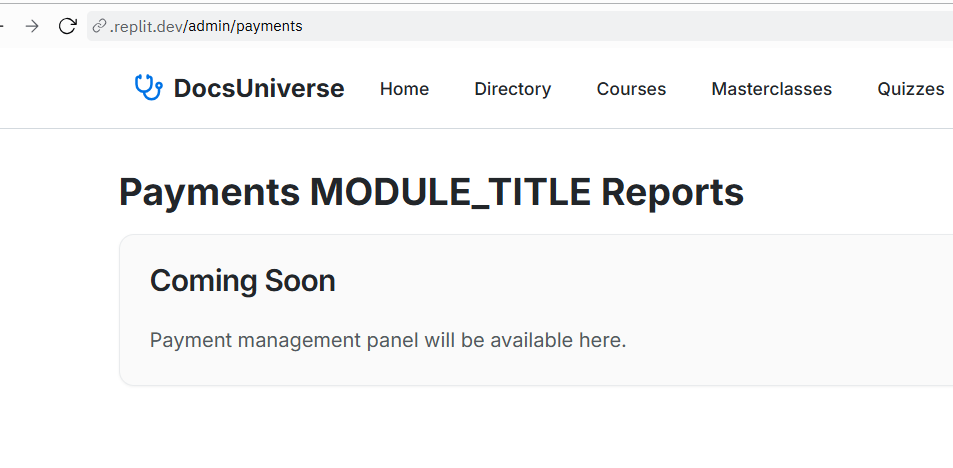 .replit.dev/admin/payments
DocsUniverse Home Directory Courses Masterclasses Quizzes
Payments MODULE_TITLE Reports
Coming Soon
Payment management panel will be available here.